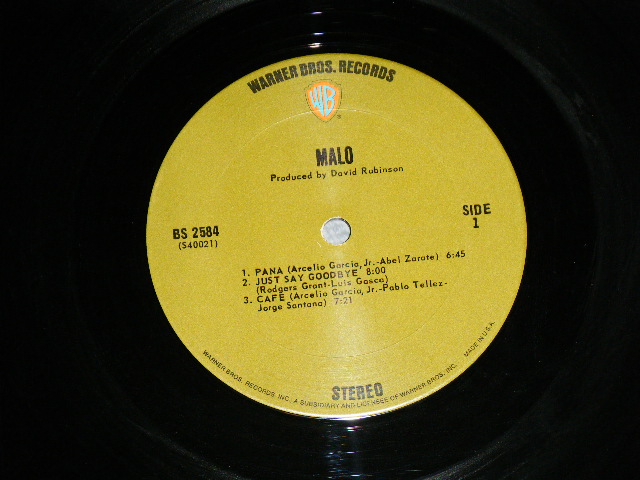 WARNER BROS. RECORDS
WB
®
MALO
Produced by David Rubinson
BS 2584
(S40021)
SIDE
1
1. PANA (Arcelio Garcia, Jr.-Abel Zarate) 6:45
2. JUST SAY GOODBYE 8:00
(Rodgers Grant-Luis Gasca)
3. CAFÉ (Arcelio Garcia, Jr.-Pablo Tellez-
Jorge Santana) 7:21
STEREO
WARNER BROS. RECORDS INC., A SUBSIDIARY AND LICENSEE OF WARNER BROS., INC. MADE IN U.S.A.